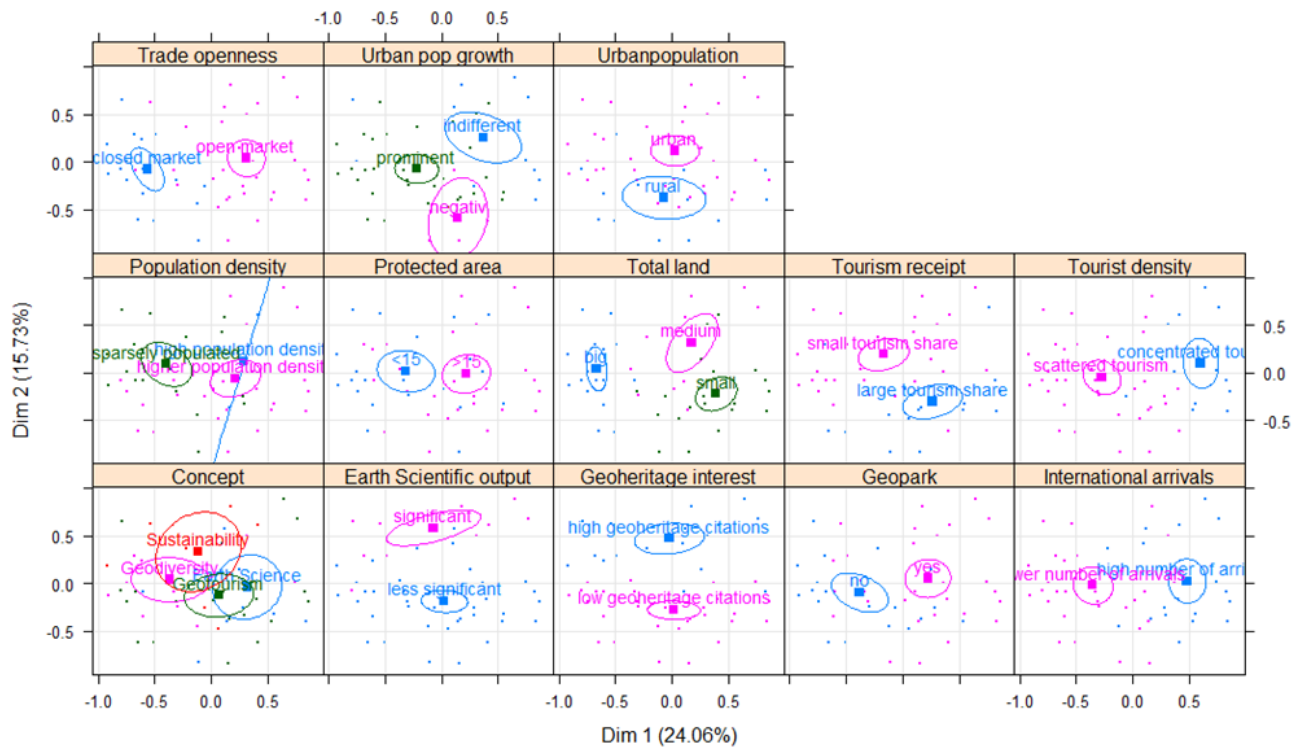 -1.0 -0.5 0.0 0.5
Trade openness Urban pop growth Urbanpopulation
0.5
0.0
-0.5
closed market
open market
indifferent
prominent
negativ
urban
rural
Population density Protected area Total land Tourism receipt Tourist density
sparsely populated
high population densit
higher population densit
<15
>15
big
medium
small
small tourism share
large tourism share
scattered tourism
concentrated tou
0.5
0.0
-0.5
Dim 2 (15.73%)
Concept Earth Scientific output Geoheritage interest Geopark International arrivals
0.5
0.0
-0.5
Sustainability
Geodiversity
Earth Science
Geotourism
significant
less significant
high geoheritage citations
low geoheritage citations
no
yes
wer number of arrivals
high number of arri
-1.0 -0.5 0.0 0.5 -1.0 -0.5 0.0 0.5 -1.0 -0.5 0.0 0.5
Dim 1 (24.06%)